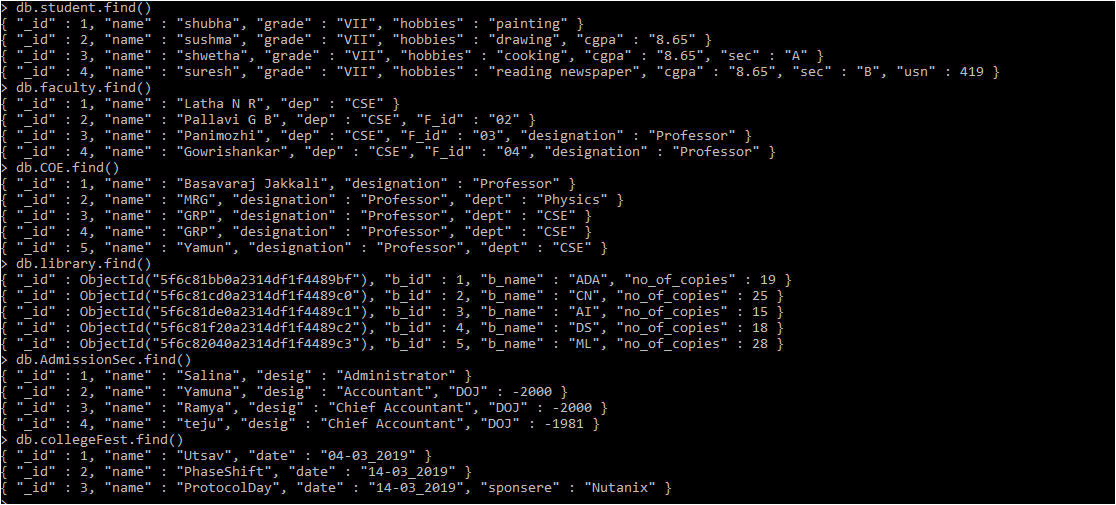 > db.student.find()
{ "_id" : 1, "name" : "shubha", "grade" : "VII", "hobbies" : "painting" }
{ "_id" : 2, "name" : "sushma", "grade" : "VII", "hobbies" : "drawing", "cgpa" : "8.65" }
{ "_id" : 3, "name" : "shwetha", "grade" : "VII", "hobbies" : "cooking", "cgpa" : "8.65", "sec" : "A" }
{ "_id" : 4, "name" : "suresh", "grade" : "VII", "hobbies" : "reading newspaper", "cgpa" : "8.65", "sec" : "B", "usn" : 419 }
> db.faculty.find()
{ "_id" : 1, "name" : "Latha N R", "dep" : "CSE" }
{ "_id" : 2, "name" : "Pallavi G B", "dep" : "CSE", "F_id" : "02" }
{ "_id" : 3, "name" : "Panimozhi", "dep" : "CSE", "F_id" : "03", "designation" : "Professor" }
{ "_id" : 4, "name" : "Gowrishankar", "dep" : "CSE", "F_id" : "04", "designation" : "Professor" }
> db.COE.find()
{ "_id" : 1, "name" : "Basavaraj Jakkali", "designation" : "Professor" }
{ "_id" : 2, "name" : "MRG", "designation" : "Professor", "dept" : "Physics" }
{ "_id" : 3, "name" : "GRP", "designation" : "Professor", "dept" : "CSE" }
{ "_id" : 4, "name" : "GRP", "designation" : "Professor", "dept" : "CSE" }
{ "_id" : 5, "name" : "Yamun", "designation" : "Professor", "dept" : "CSE" }
> db.library.find()
{ "_id" : ObjectId("5f6c81bb0a2314df1f4489bf"), "b_id" : 1, "b_name" : "ADA", "no_of_copies" : 19 }
{ "_id" : ObjectId("5f6c81cd0a2314df1f4489c0"), "b_id" : 2, "b_name" : "CN", "no_of_copies" : 25 }
{ "_id" : ObjectId("5f6c81de0a2314df1f4489c1"), "b_id" : 3, "b_name" : "AI", "no_of_copies" : 15 }
{ "_id" : ObjectId("5f6c81f20a2314df1f4489c2"), "b_id" : 4, "b_name" : "DS", "no_of_copies" : 18 }
{ "_id" : ObjectId("5f6c82040a2314df1f4489c3"), "b_id" : 5, "b_name" : "ML", "no_of_copies" : 28 }
> db.AdmissionSec.find()
{ "_id" : 1, "name" : "Salina", "desig" : "Administrator" }
{ "_id" : 2, "name" : "Yamuna", "desig" : "Accountant", "DOJ" : -2000 }
{ "_id" : 3, "name" : "Ramya", "desig" : "Chief Accountant", "DOJ" : -2000 }
{ "_id" : 4, "name" : "teju", "desig" : "Chief Accountant", "DOJ" : -1981 }
> db.collegeFest.find()
{ "_id" : 1, "name" : "Utsav", "date" : "04-03_2019" }
{ "_id" : 2, "name" : "PhaseShift", "date" : "14-03_2019" }
{ "_id" : 3, "name" : "ProtocolDay", "date" : "14-03_2019", "sponsere" : "Nutanix" }